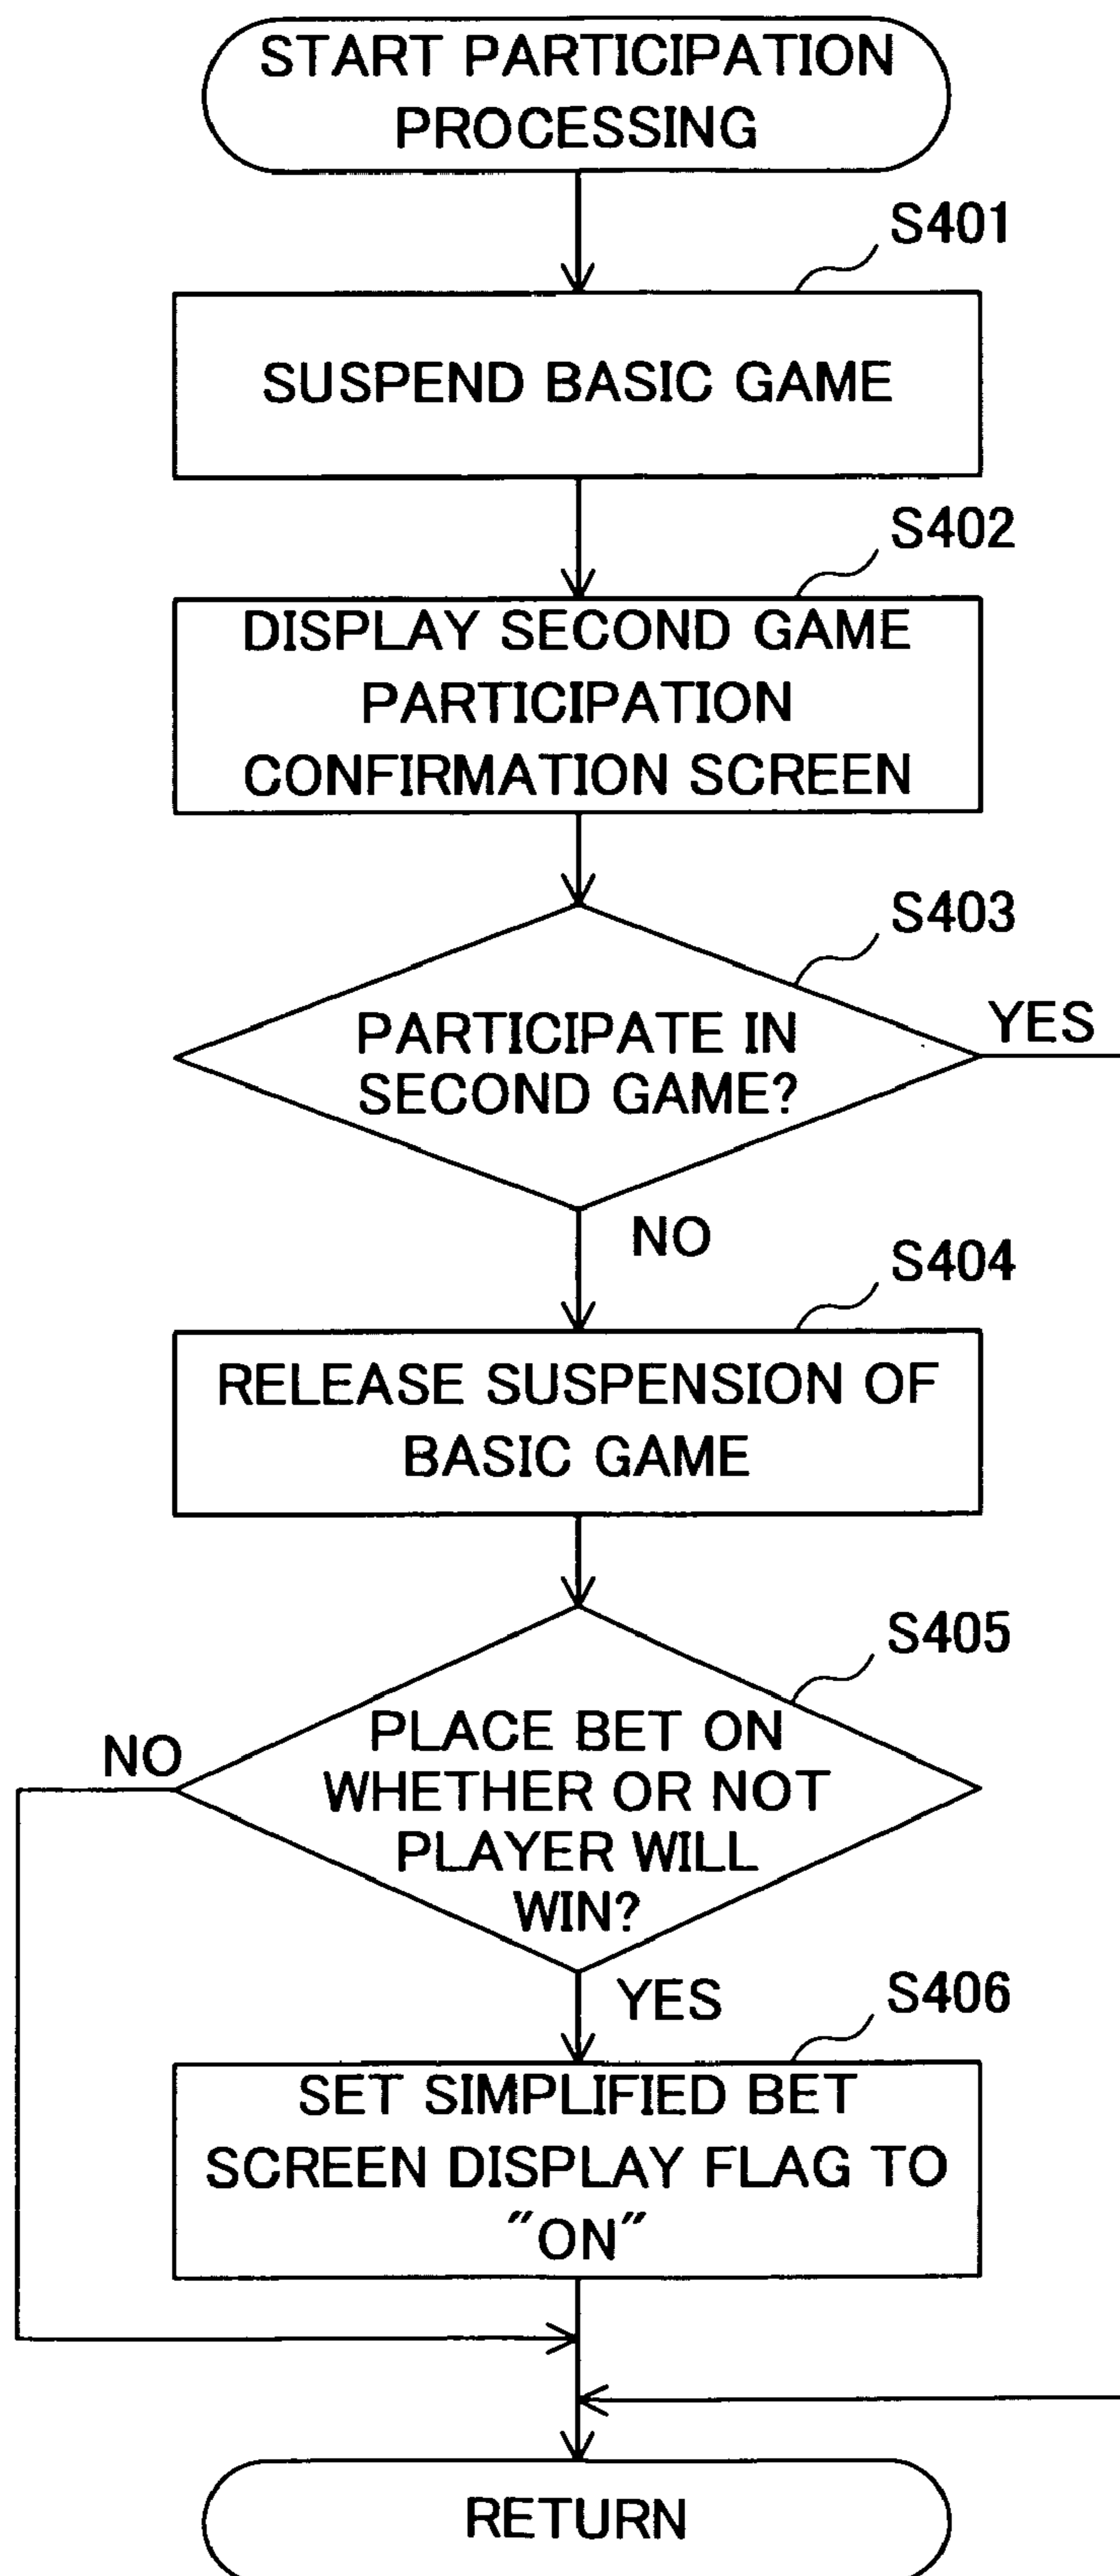 START PARTICIPATION
PROCESSING
S401
SUSPEND BASIC GAME
S402
DISPLAY SECOND GAME
PARTICIPATION
CONFIRMATION SCREEN
S403
PARTICIPATE IN
SECOND GAME?
YES
NO
S404
RELEASE SUSPENSION OF
BASIC GAME
S405
PLACE BET ON
WHETHER OR NOT
PLAYER WILL
WIN?
NO
YES
S406
SET SIMPLIFIED BET
SCREEN DISPLAY FLAG TO
"ON"
RETURN